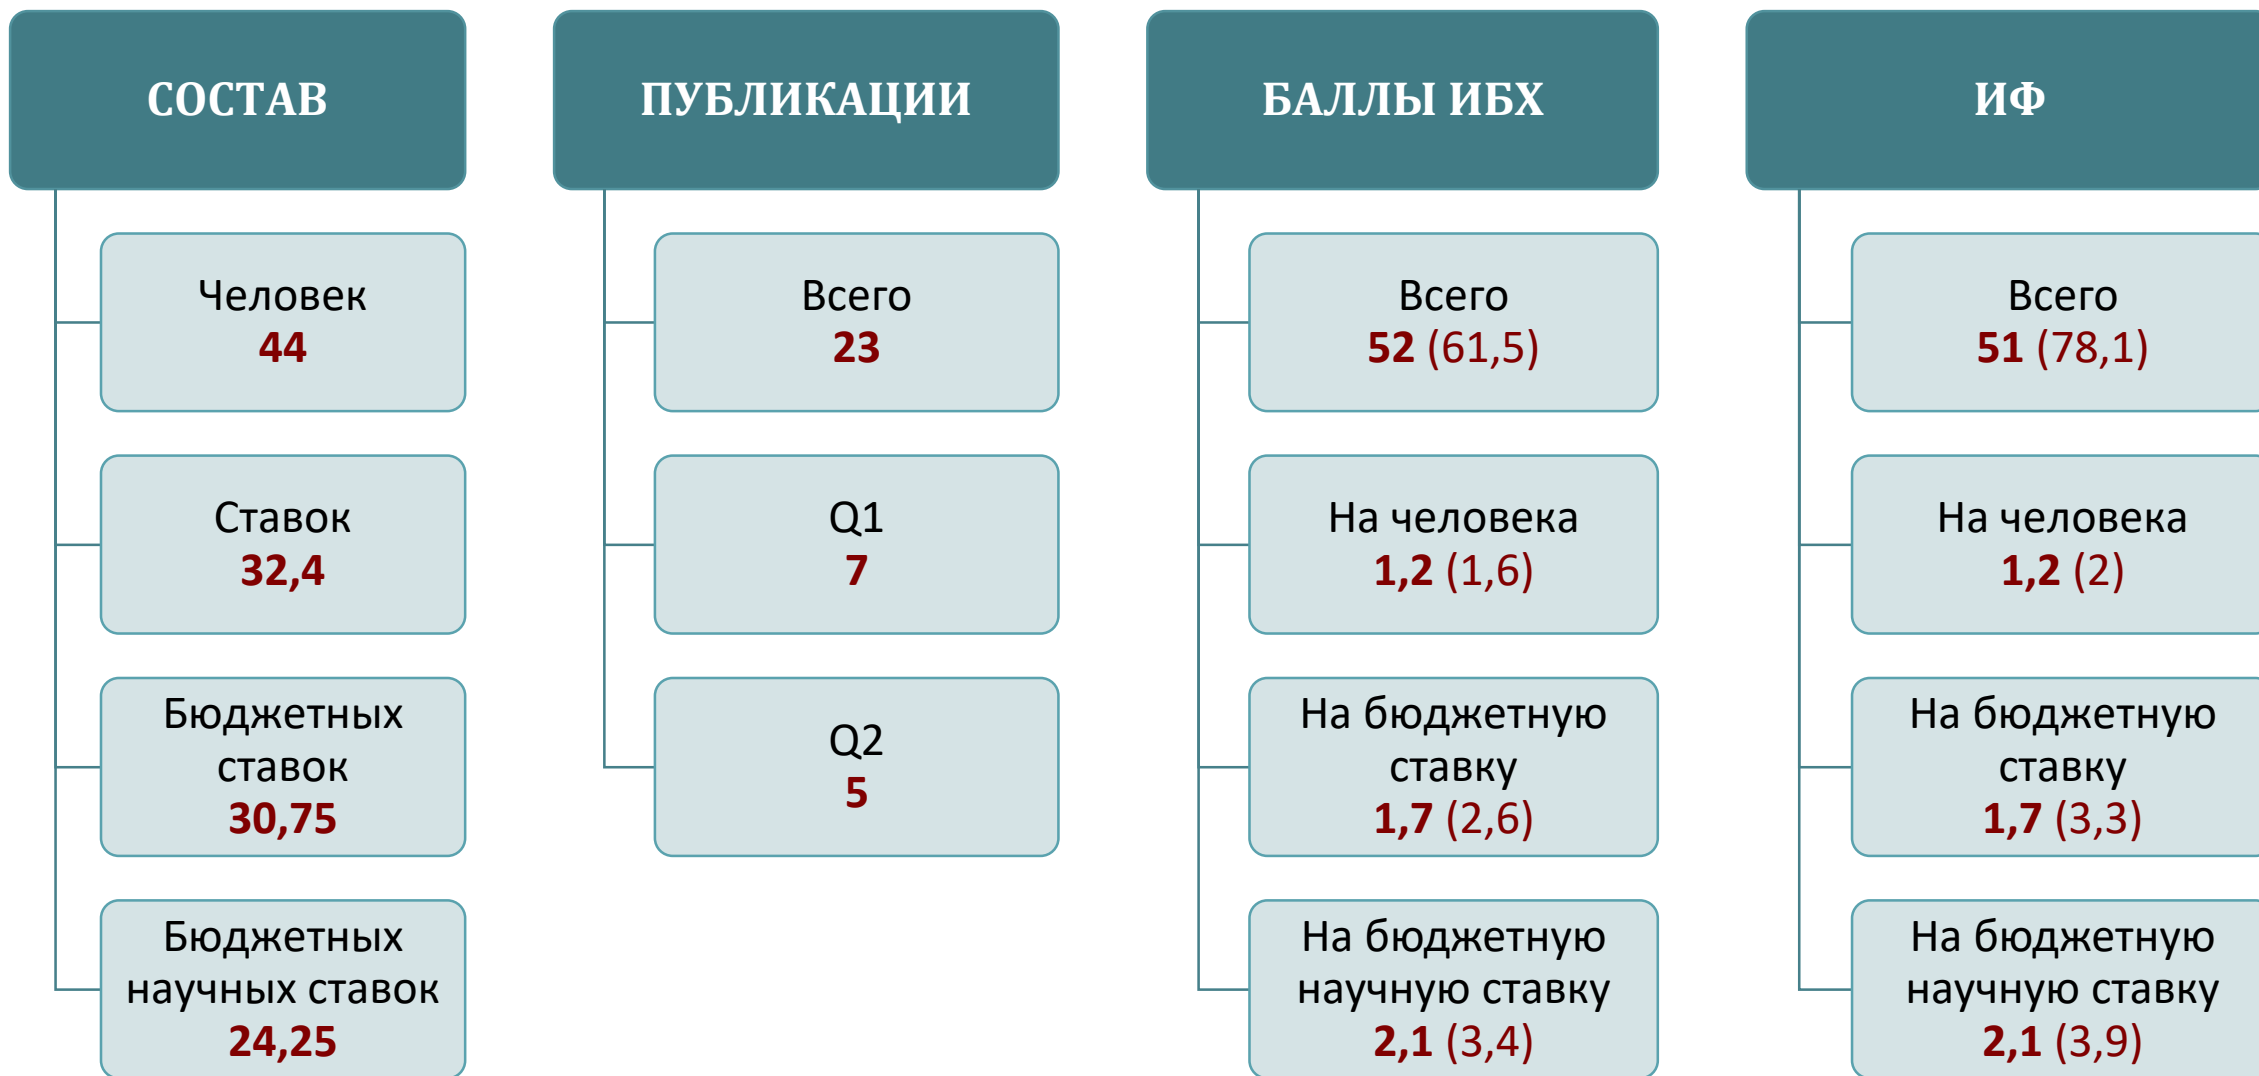 СОСТАВ
Человек
44
Ставок
32,4
Бюджетных
ставок
30,75
Бюджетных
научных ставок
24,25
ПУБЛИКАЦИИ
Всего
23
Q1
7
Q2
5
БАЛЛЫ ИБХ
Всего
52 (61,5)
На человека
1,2 (1,6)
На бюджетную
ставку
1,7 (2,6)
На бюджетную
научную ставку
2,1 (3,4)
ИФ
Всего
51 (78,1)
На человека
1,2 (2)
На бюджетную
ставку
1,7 (3,3)
На бюджетную
научную ставку
2,1 (3,9)